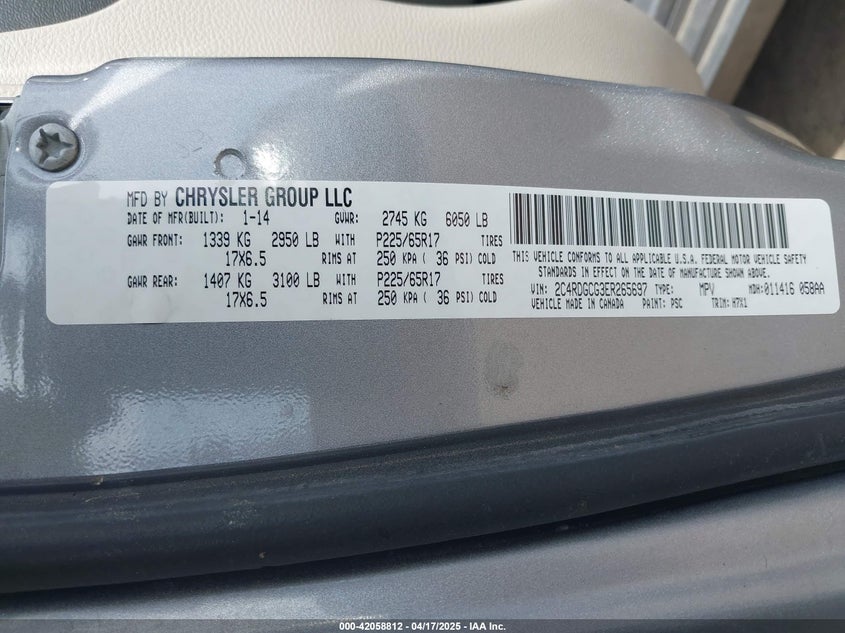 MFD BY CHRYSLER GROUP LLC
DATE OF MFR(BUILT): 1-14 GVWR: 2745 KG 6050 LB
GAWR FRONT: 1339 KG 2950 LB WITH P225/65R17 TIRES
17X6.5 RIMS AT 250 KPA ( 36 PSI) COLD
GAWR REAR: 1407 KG 3100 LB WITH P225/65R17 TIRES
17X6.5 RIMS AT 250 KPA ( 36 PSI) COLD
THIS VEHICLE CONFORMS TO ALL APPLICABLE U.S.A. FEDERAL MOTOR VEHICLE SAFETY
STANDARDS IN EFFECT ON THE DATE OF MANUFACTURE SHOWN ABOVE.
VIN: 2C4RDGCG3ER265697 TYPE: MPV MDH: 011416 058AA
VEHICLE MADE IN CANADA PAINT: PSC TRIM: H7X1
000-42058812 - 04/17/2025 - IAA Inc.